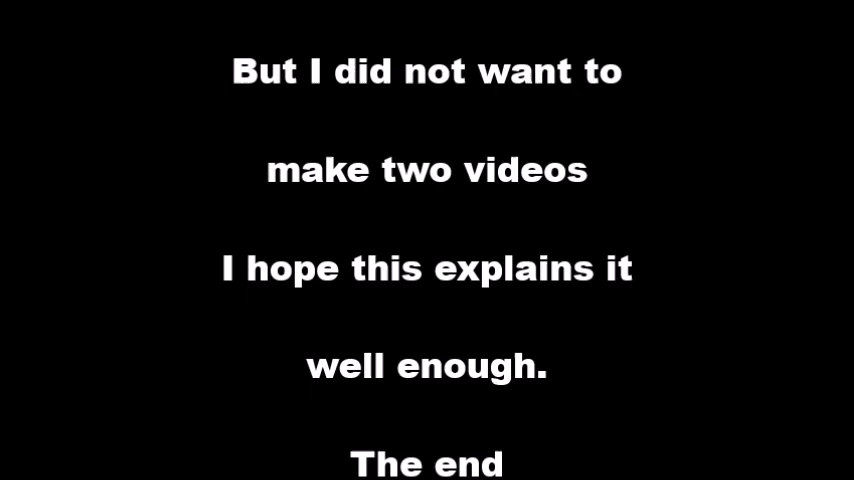 But I did not want to
make two videos
I hope this explains it
well enough.
The end